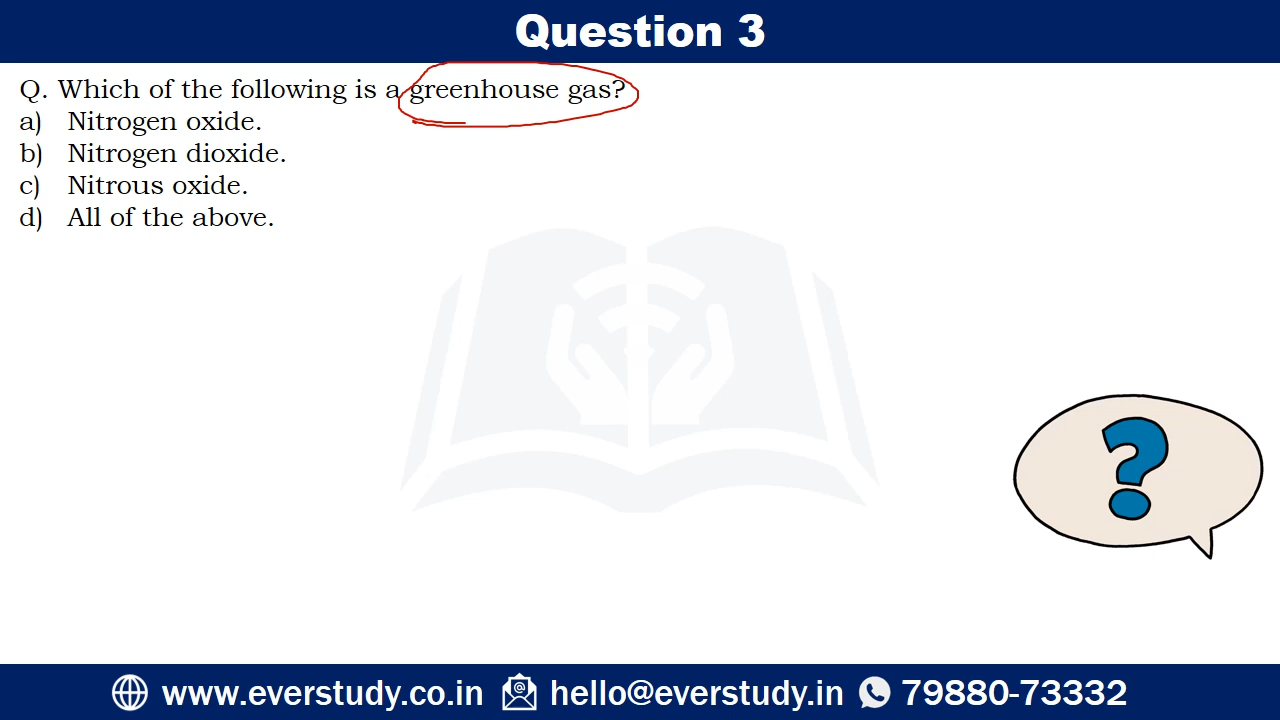 Question 3
Q. Which of the following is a greenhouse gas?
a) Nitrogen oxide.
b) Nitrogen dioxide.
c) Nitrous oxide.
d) All of the above.
?
www.everstudy.co.in @ hello@everstudy.in 79880-73332